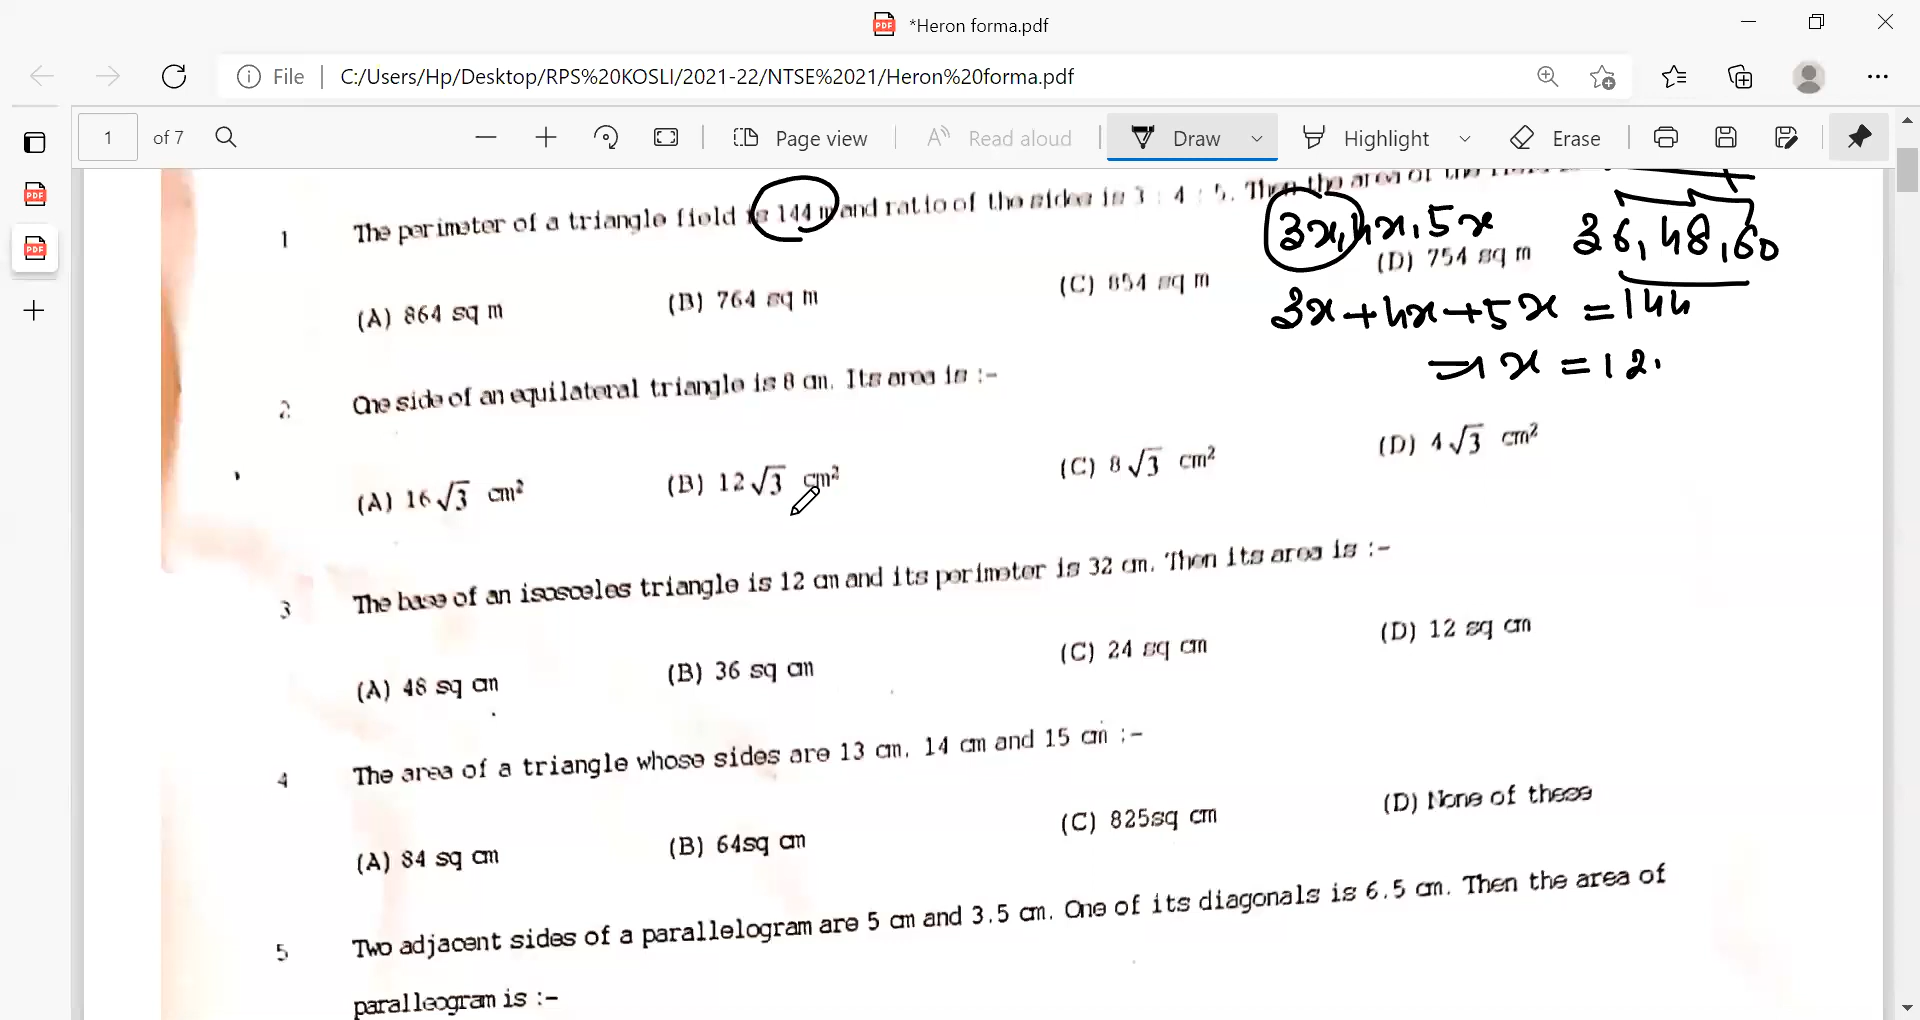 *Heron forma.pdf
File | C:/Users/Hp/Desktop/RPS%20KOSLI/2021-22/NTSE%2021/Heron%20forma.pdf
1 of 7 Page view Read aloud Draw Highlight Erase
1 The perimeter of a triangle field is 144 m and ratio of the sides is 3 : 4 : 5. Then the area of the
3x, 4x, 5x 36, 48, 60
(A) 864 sq m (B) 764 sq m (C) 854 sq m (D) 754 sq m
3x + 4x + 5x = 144
⇒ x = 12.
2 One side of an equilateral triangle is 8 cm. Its area is :-
(A) 16√3 cm² (B) 12√3 cm² (C) 8√3 cm² (D) 4√3 cm²
3 The base of an isosceles triangle is 12 cm and its perimeter is 32 cm. Then its area is :-
(A) 48 sq cm (B) 36 sq cm (C) 24 sq cm (D) 12 sq cm
4 The area of a triangle whose sides are 13 cm, 14 cm and 15 cm :-
(A) 84 sq cm (B) 64sq cm (C) 825sq cm (D) None of these
5 Two adjacent sides of a parallelogram are 5 cm and 3.5 cm. One of its diagonals is 6.5 cm. Then the area of
paralleogram is :-